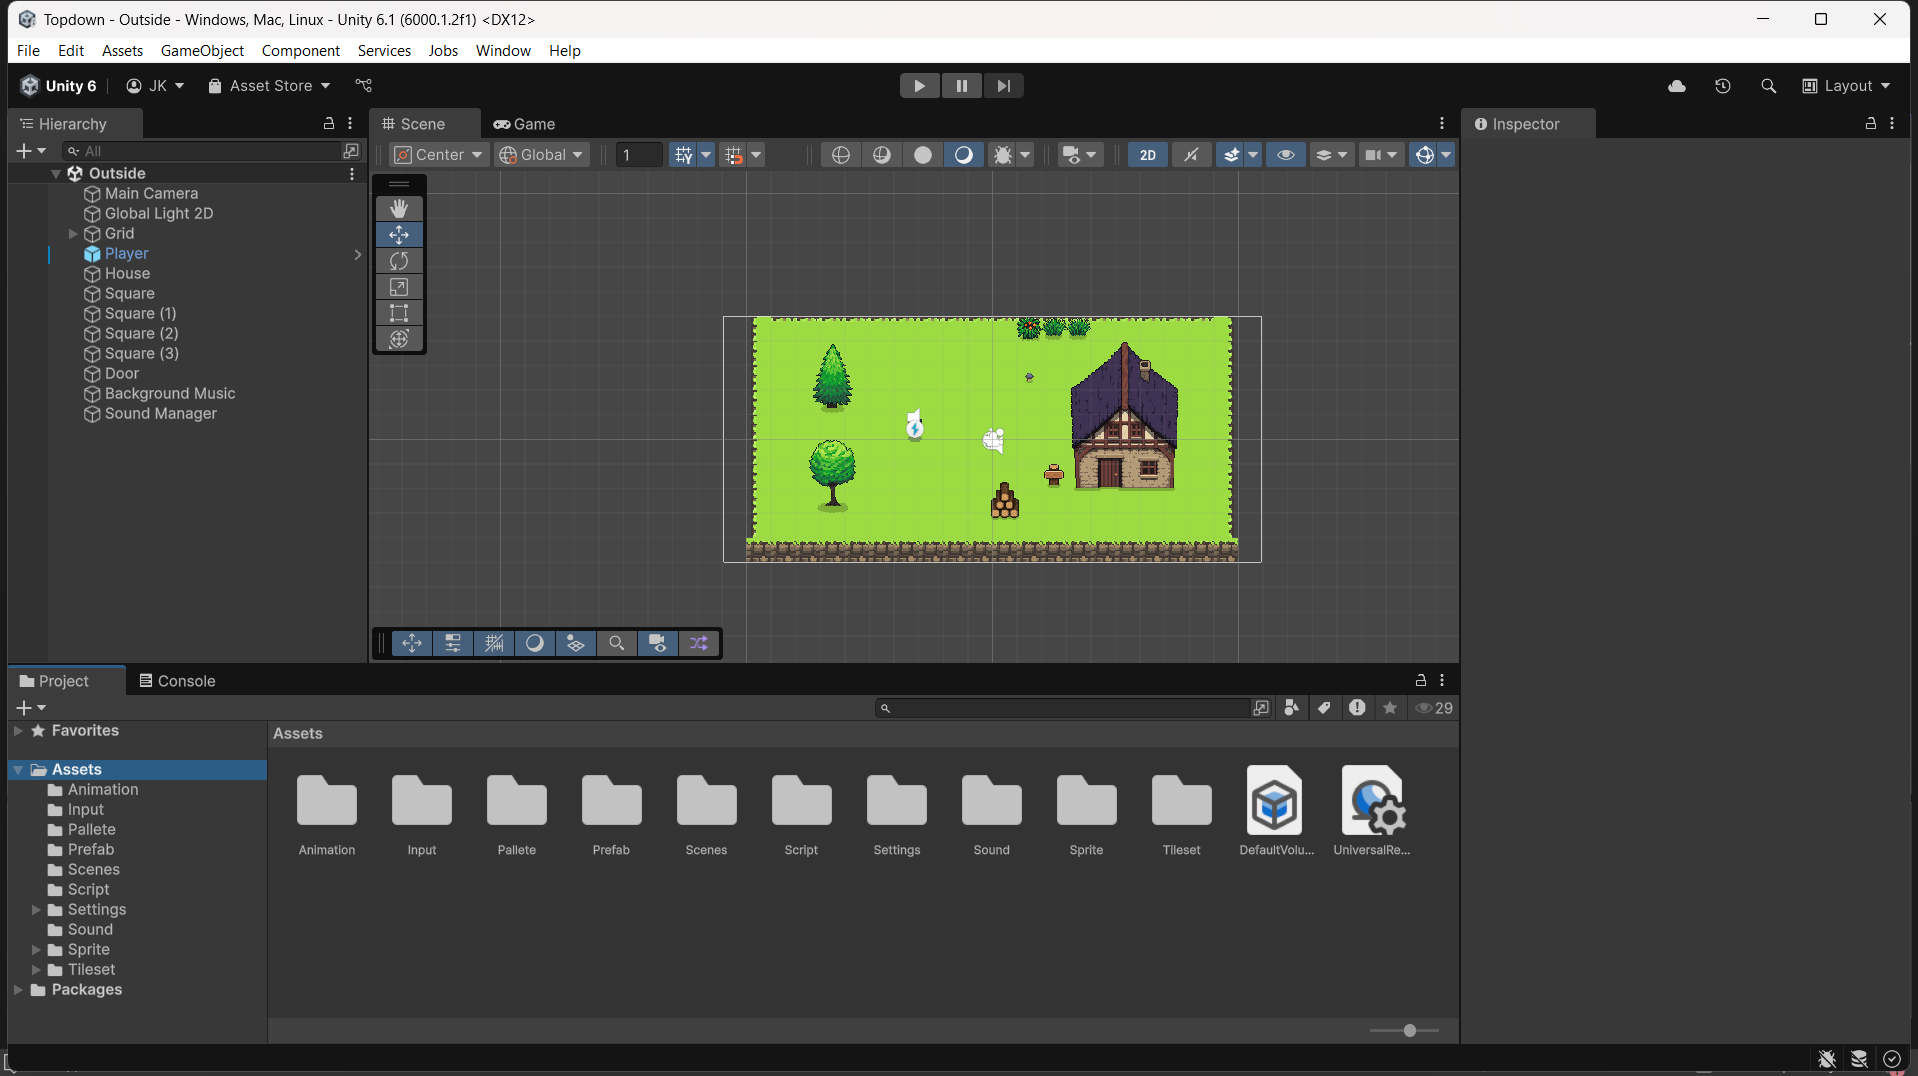 Topdown - Outside - Windows, Mac, Linux - Unity 6.1 (6000.1.2f1) <DX12>
File Edit Assets GameObject Component Services Jobs Window Help
Unity 6 JK Asset Store Layout
Hierarchy
All
Outside
Main Camera
Global Light 2D
Grid
Player
House
Square
Square (1)
Square (2)
Square (3)
Door
Background Music
Sound Manager
Scene Game
Center Global 1 2D
Inspector
Project Console
29
Favorites
Assets
Animation
Input
Pallete
Prefab
Scenes
Script
Settings
Sound
Sprite
Tileset
Packages
Assets
Animation Input Pallete Prefab Scenes Script Settings Sound Sprite Tileset DefaultVolu... UniversalRe...